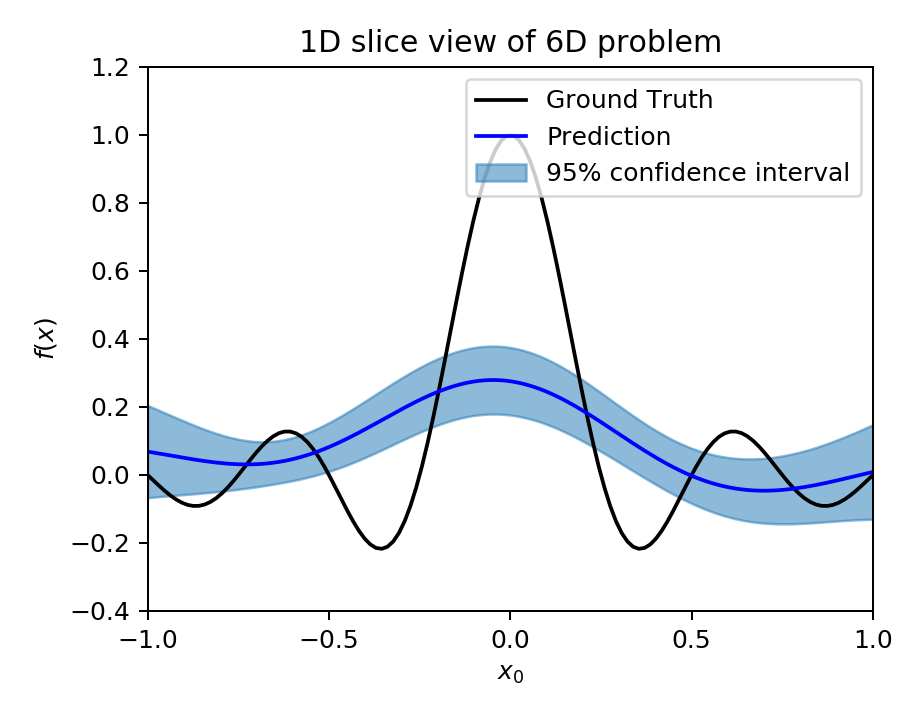 1D slice view of 6D problem
1.2
1.0
0.8
0.6
0.4
0.2
0.0
−0.2
−0.4
f(x)
Ground Truth
Prediction
95% confidence interval
−1.0
−0.5
0.0
0.5
1.0
x₀